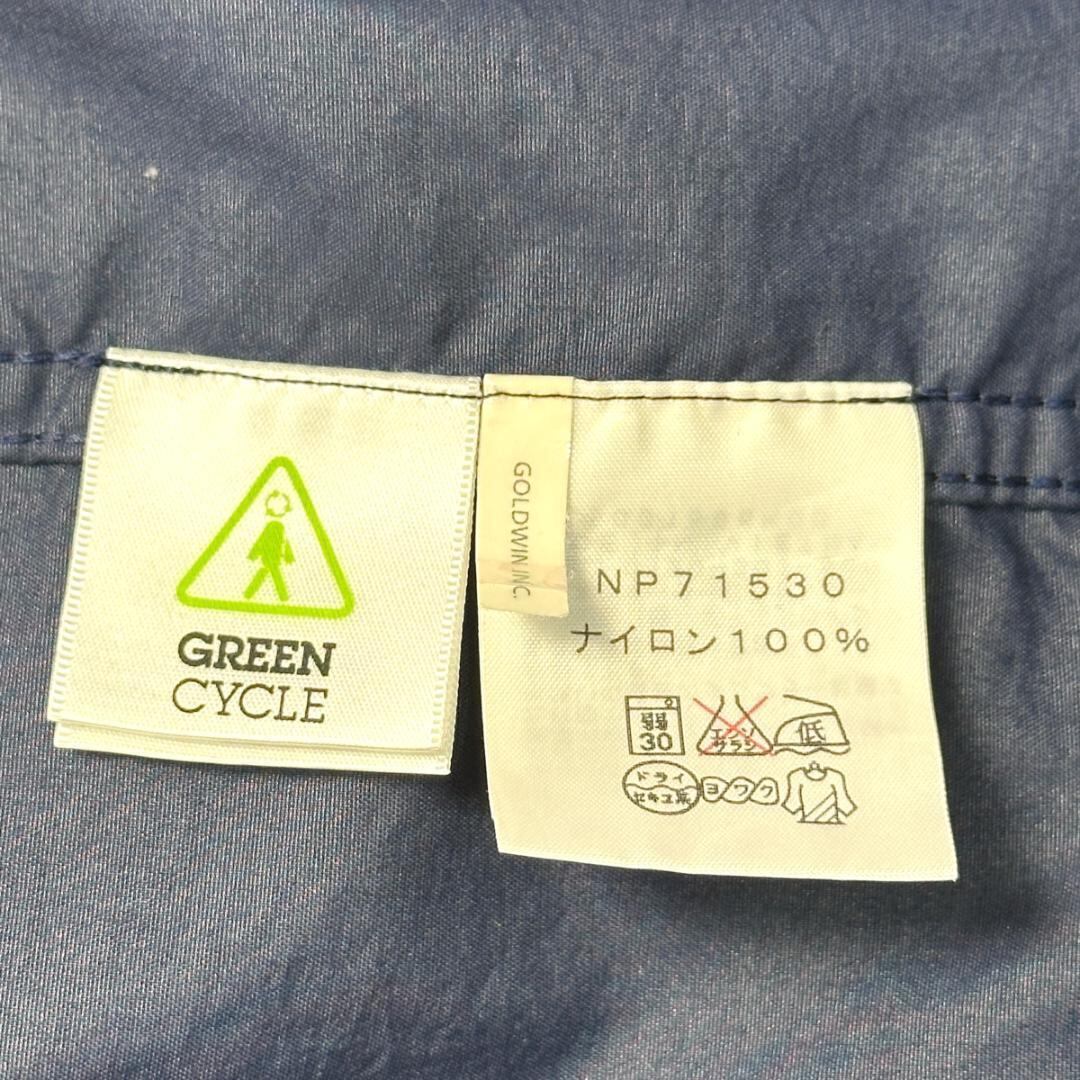 GREEN
CYCLE
GOLDWIN INC.
NP71530
ナイロン100%
30
エンソ
サラシ
低
ドライ
セキユ系
ヨワク